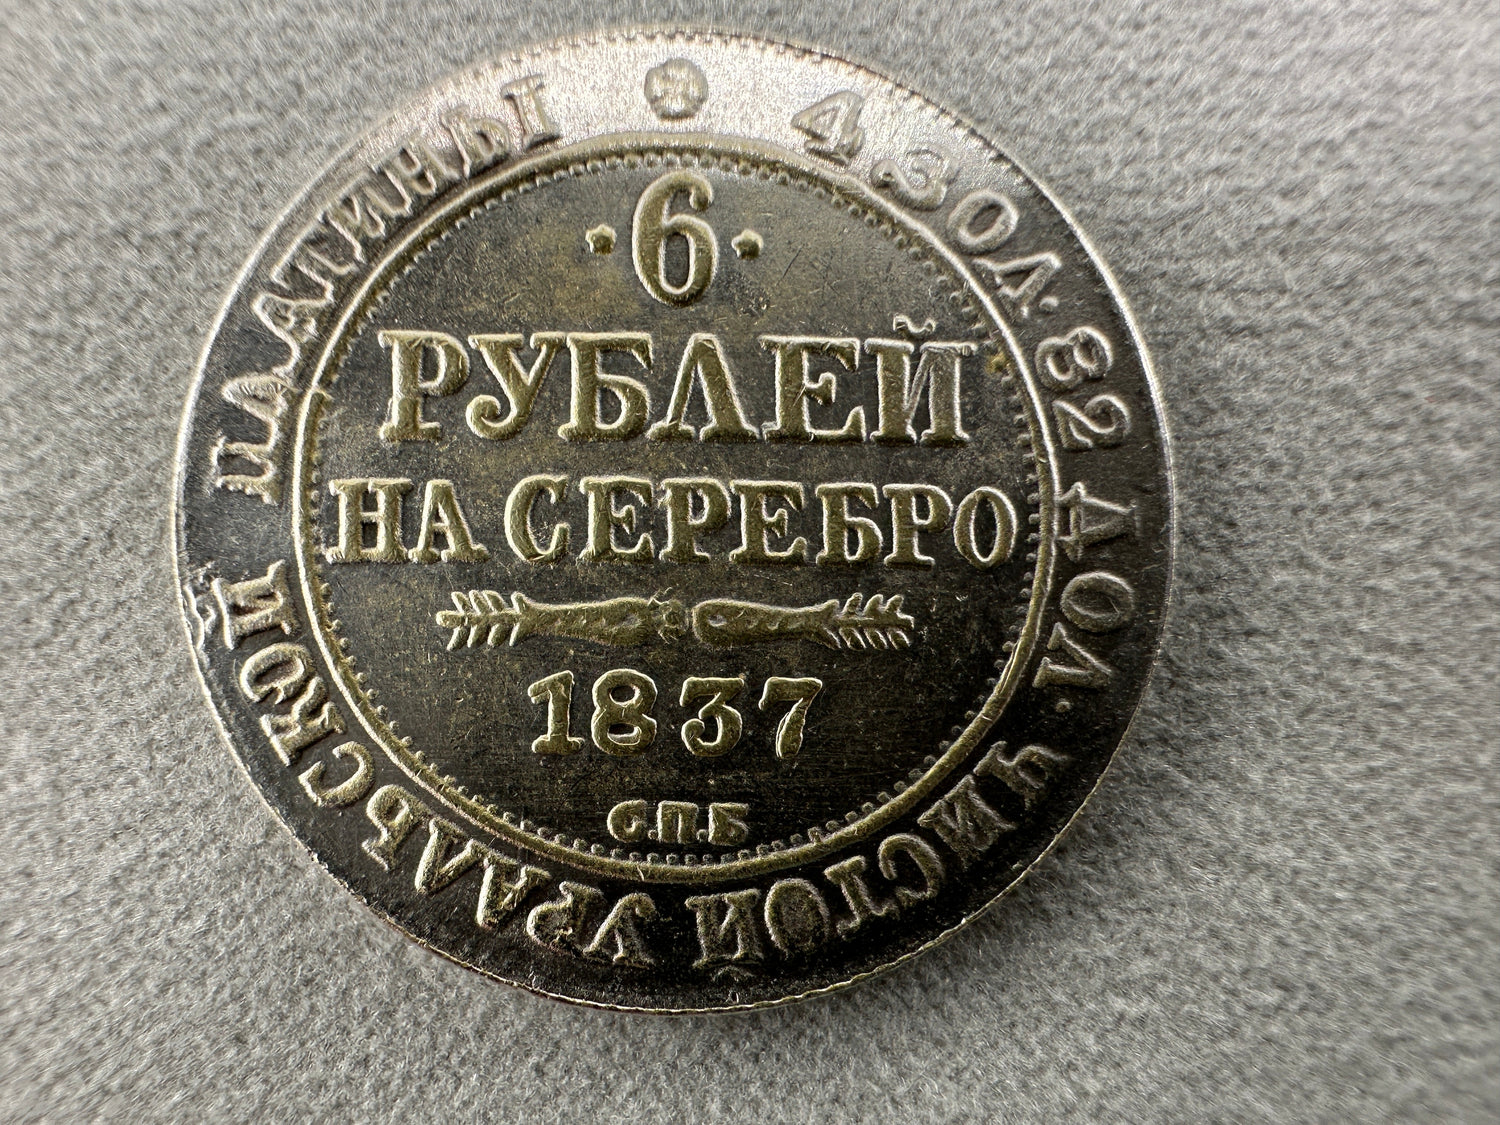 · 6 ·
РУБЛЕЙ
НА СЕРЕБРО
1837
С.П.Б
4 ЗОЛ. 82 ДОЛ. ЧИСТОЙ УРАЛЬСКОЙ ПЛАТИНЫ